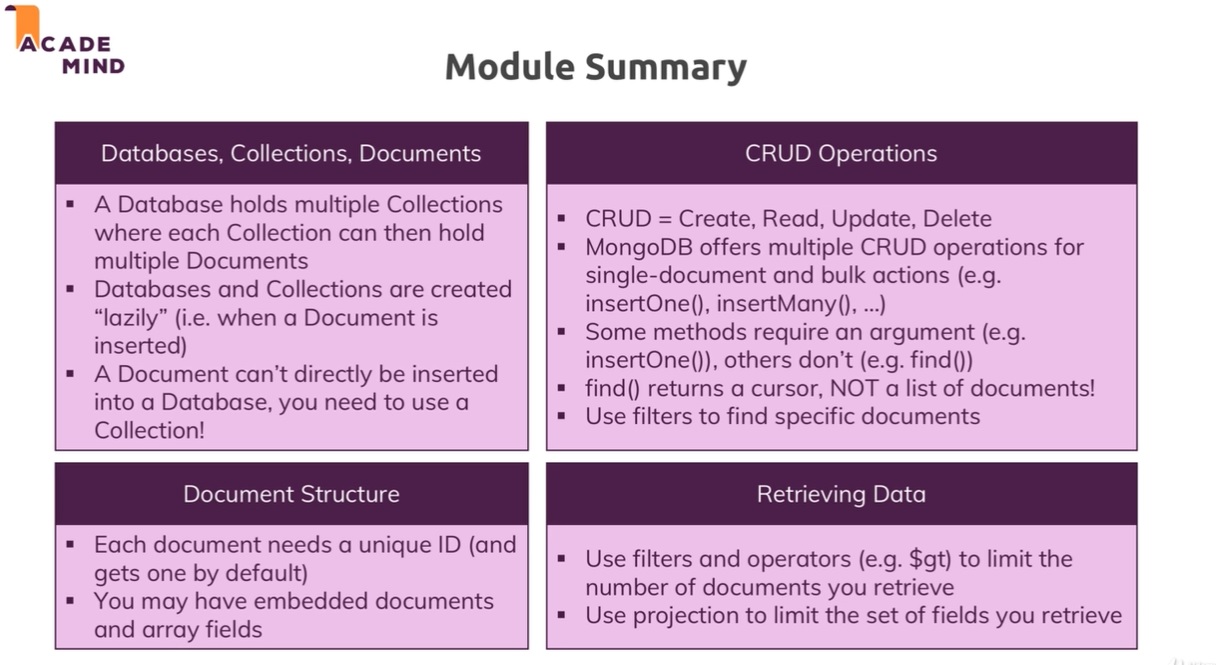 ACADE
MIND
Module Summary
Databases, Collections, Documents
▪ A Database holds multiple Collections
where each Collection can then hold
multiple Documents
▪ Databases and Collections are created
“lazily” (i.e. when a Document is
inserted)
▪ A Document can’t directly be inserted
into a Database, you need to use a
Collection!
CRUD Operations
▪ CRUD = Create, Read, Update, Delete
▪ MongoDB offers multiple CRUD operations for
single-document and bulk actions (e.g.
insertOne(), insertMany(), ...)
▪ Some methods require an argument (e.g.
insertOne()), others don’t (e.g. find())
▪ find() returns a cursor, NOT a list of documents!
▪ Use filters to find specific documents
Document Structure
▪ Each document needs a unique ID (and
gets one by default)
▪ You may have embedded documents
and array fields
Retrieving Data
▪ Use filters and operators (e.g. $gt) to limit the
number of documents you retrieve
▪ Use projection to limit the set of fields you retrieve